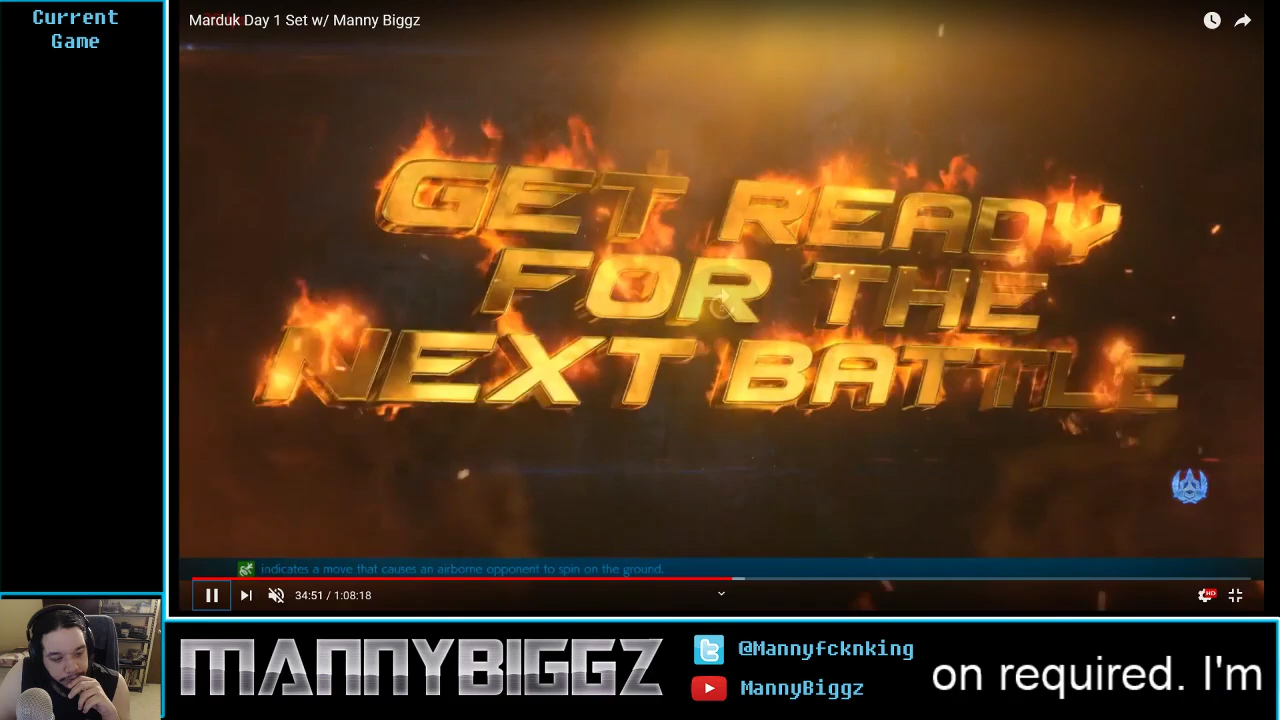 Current
Game
Marduk Day 1 Set w/ Manny Biggz
GET READY
FOR THE
NEXT BATTLE
indicates a move that causes an airborne opponent to spin on the ground.
34:51 / 1:08:18
HD
MANNYBIGGZ
@Mannyfcknking
MannyBiggz
on required. I'm